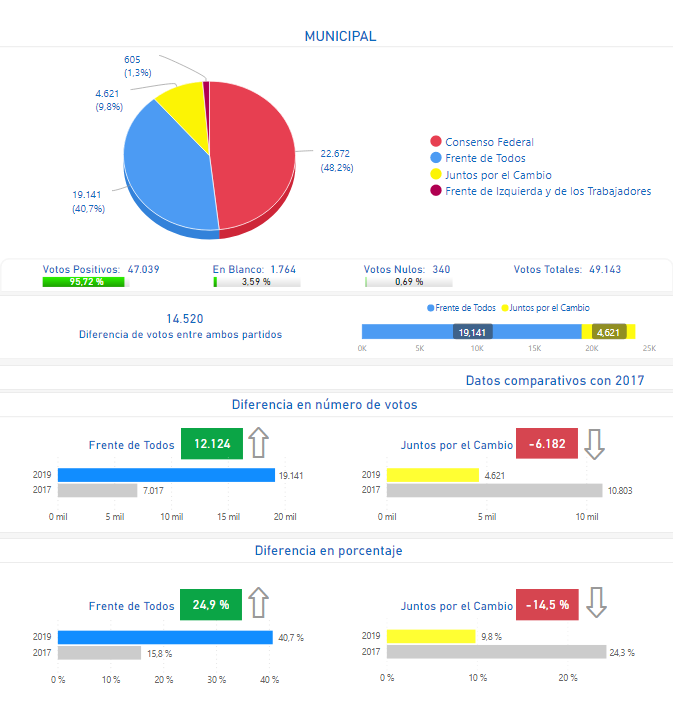 MUNICIPAL
605
(1,3%)
4.621
(9,8%)
22.672
(48,2%)
19.141
(40,7%)
Consenso Federal
Frente de Todos
Juntos por el Cambio
Frente de Izquierda y de los Trabajadores
Votos Positivos: 47.039 En Blanco: 1.764 Votos Nulos: 340 Votos Totales: 49.143
95,72 % 3,59 % 0,69 %
14.520
Diferencia de votos entre ambos partidos
Frente de Todos Juntos por el Cambio
19,141 4,621
0K 5K 10K 15K 20K 25K
Datos comparativos con 2017
Diferencia en número de votos
Frente de Todos 12.124
2019 19.141
2017 7.017
0 mil 5 mil 10 mil 15 mil 20 mil
Juntos por el Cambio -6.182
2019 4.621
2017 10.803
0 mil 5 mil 10 mil
Diferencia en porcentaje
Frente de Todos 24,9 %
2019 40,7 %
2017 15,8 %
0 % 10 % 20 % 30 % 40 %
Juntos por el Cambio -14,5 %
2019 9,8 %
2017 24,3 %
0 % 10 % 20 %